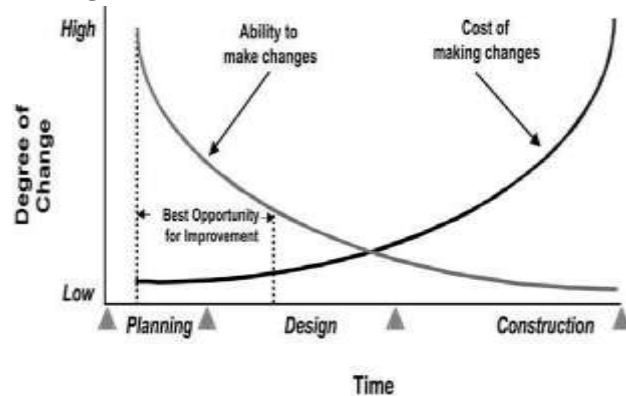 High
Ability to
make changes
Cost of
making changes
Degree of
Change
Best Opportunity
for Improvement
Low
Planning
Design
Construction
Time